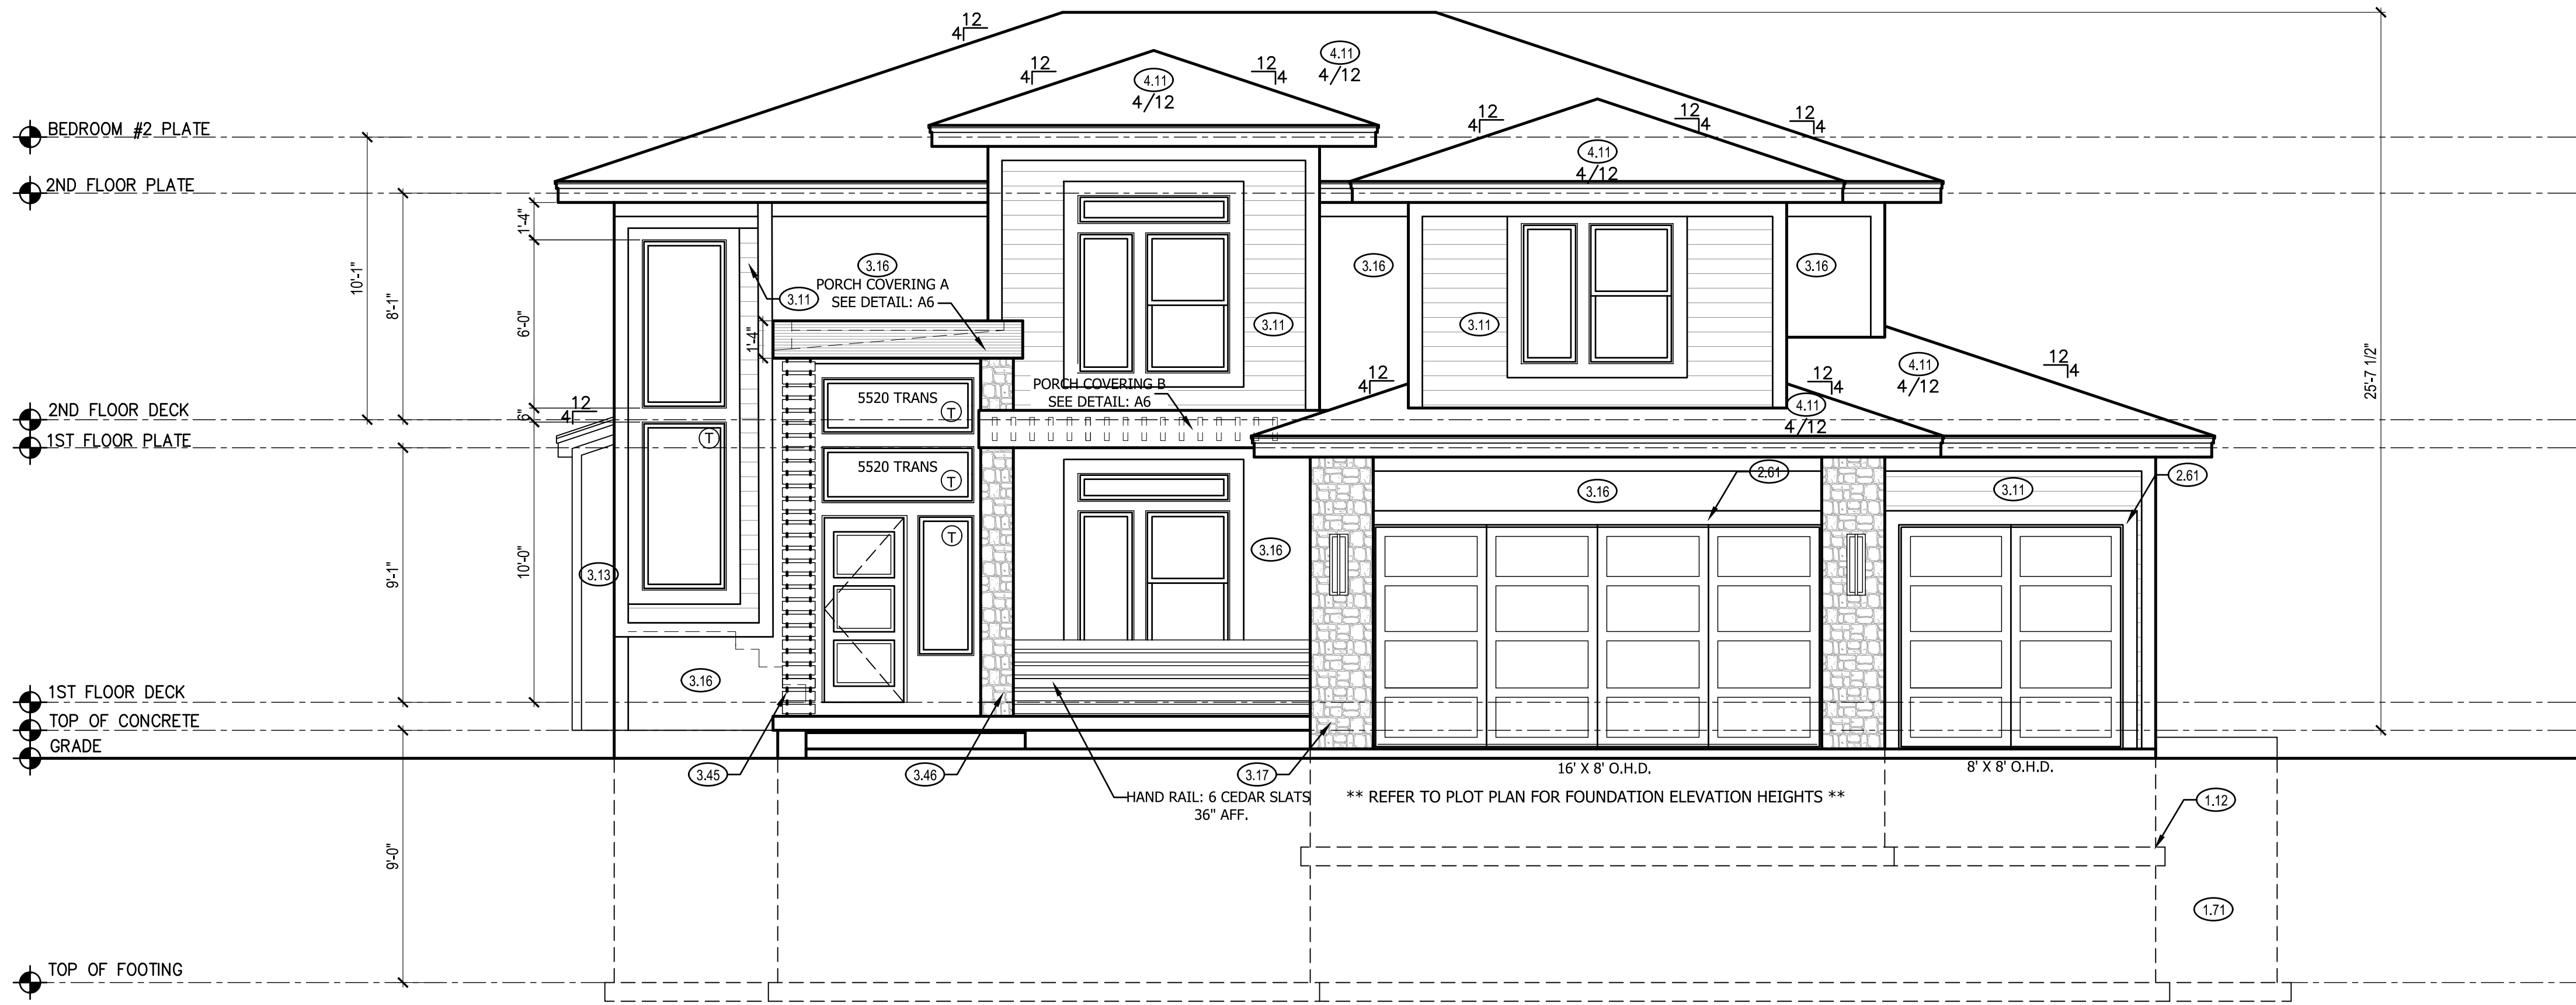 12
4
12
4
4.11
4/12
12
4
4.11
4/12
12
4
12
4
12
4
4.11
4/12
BEDROOM #2 PLATE
2ND FLOOR PLATE
2ND FLOOR DECK
1ST FLOOR PLATE
1ST FLOOR DECK
TOP OF CONCRETE
GRADE
TOP OF FOOTING
10'-1"
8'-1"
9'-1"
9'-0"
1'-4"
6'-0"
6"
10'-0"
12
4
3.13
3.11
3.16
PORCH COVERING A
SEE DETAIL: A6
1'-4"
3.11
3.16
3.11
3.16
PORCH COVERING B
SEE DETAIL: A6
5520 TRANS
T
T
5520 TRANS
T
T
12
4
12
4
4.11
4/12
4.11
4/12
12
4
25'-7 1/2"
3.16
3.16
2.61
3.11
2.61
3.16
3.45
3.46
3.17
HAND RAIL: 6 CEDAR SLATS
36" AFF.
16' X 8' O.H.D.
8' X 8' O.H.D.
** REFER TO PLOT PLAN FOR FOUNDATION ELEVATION HEIGHTS **
1.12
1.71